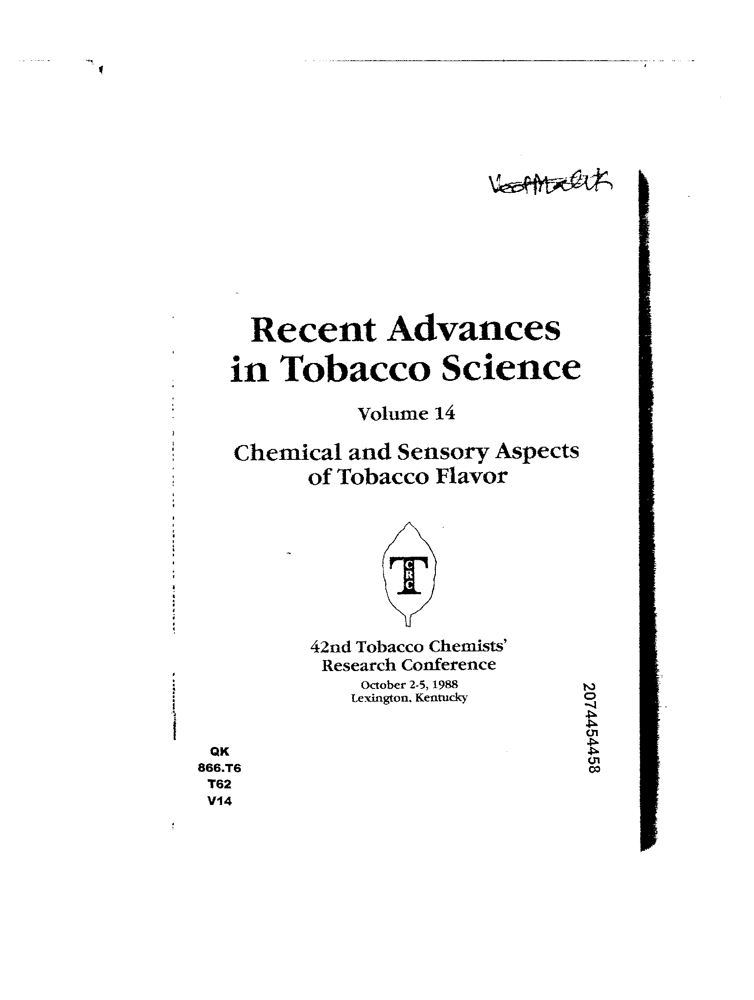 Recent Advances
in Tobacco Science
Volume 14
Chemical and Sensory Aspects
of Tobacco Flavor
T
CRC
42nd Tobacco Chemists'
Research Conference
October 2-5, 1988
Lexington, Kentucky
2074454458
QK
866.T6
T62
V14